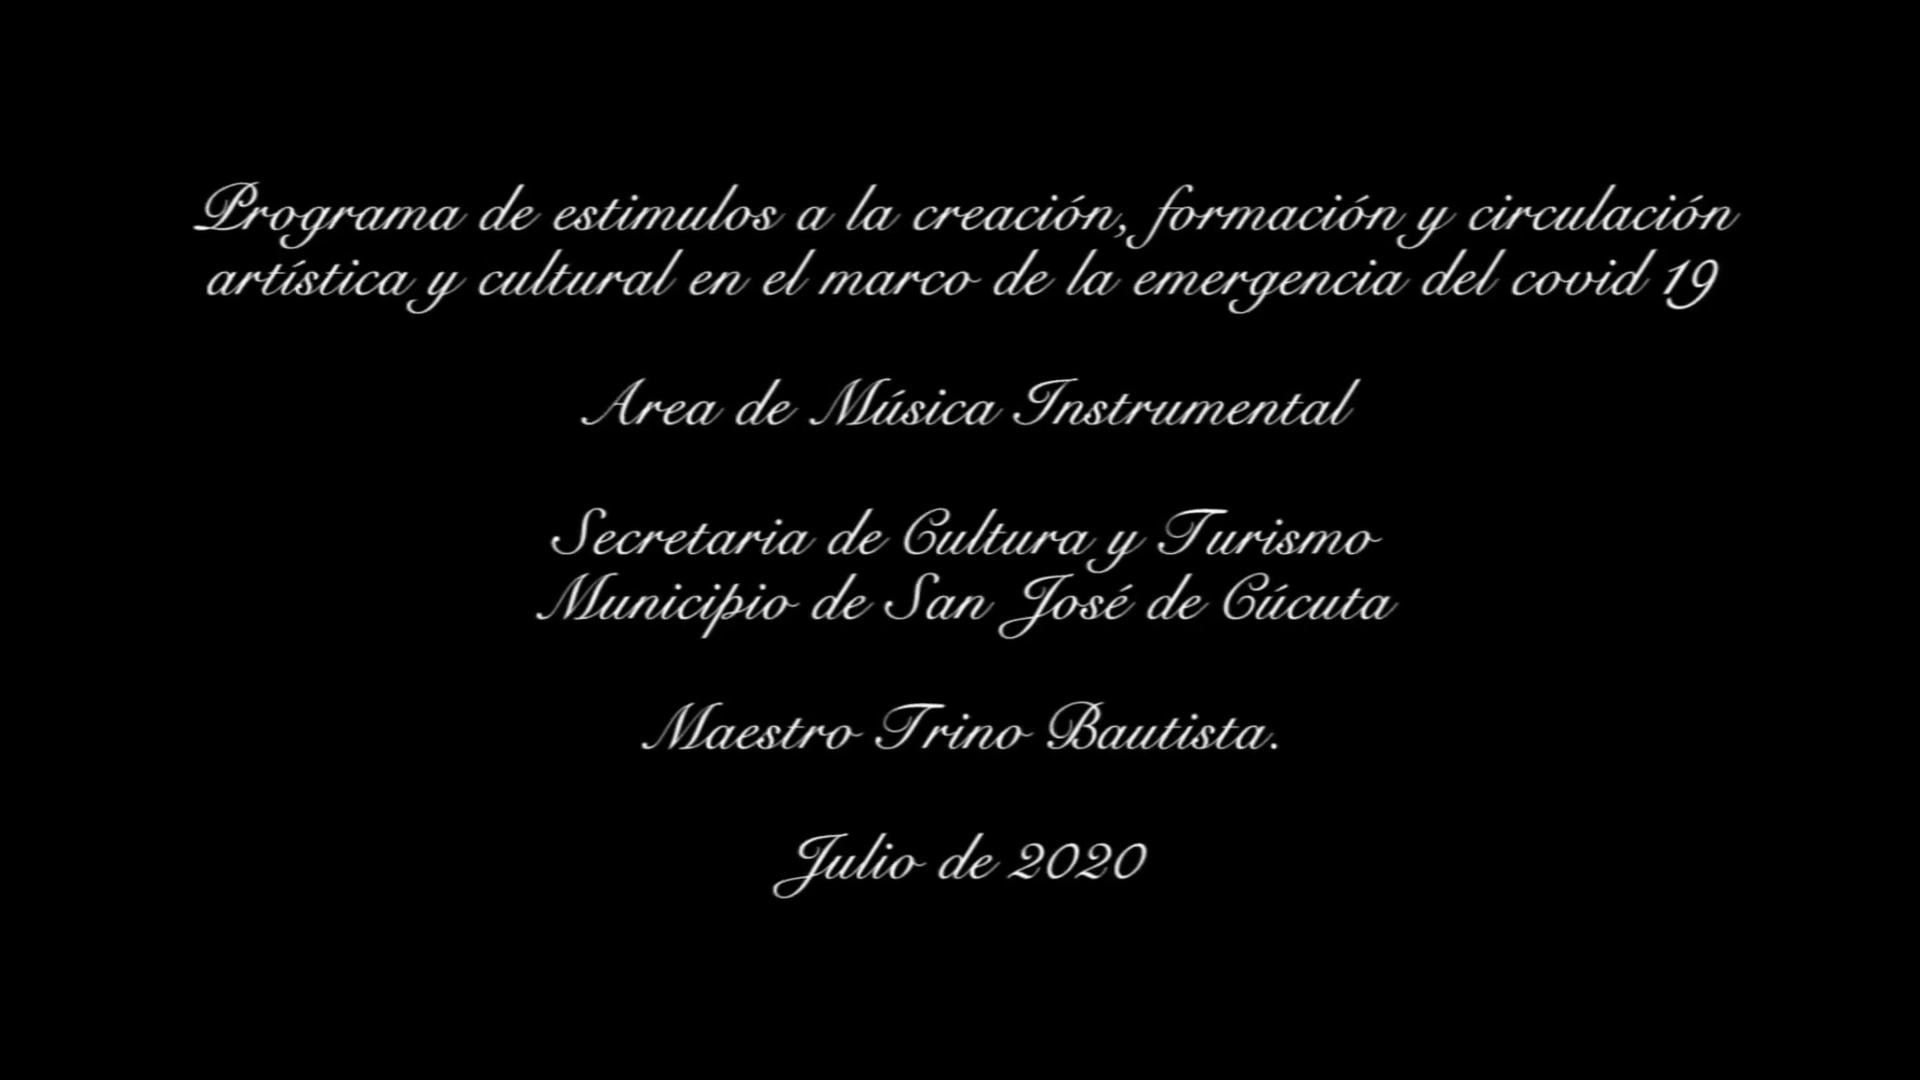 Programa de estimulos a la creación, formación y circulación
artística y cultural en el marco de la emergencia del covid 19
Area de Música Instrumental
Secretaria de Cultura y Turismo
Municipio de San José de Cúcuta
Maestro Trino Bautista.
Julio de 2020